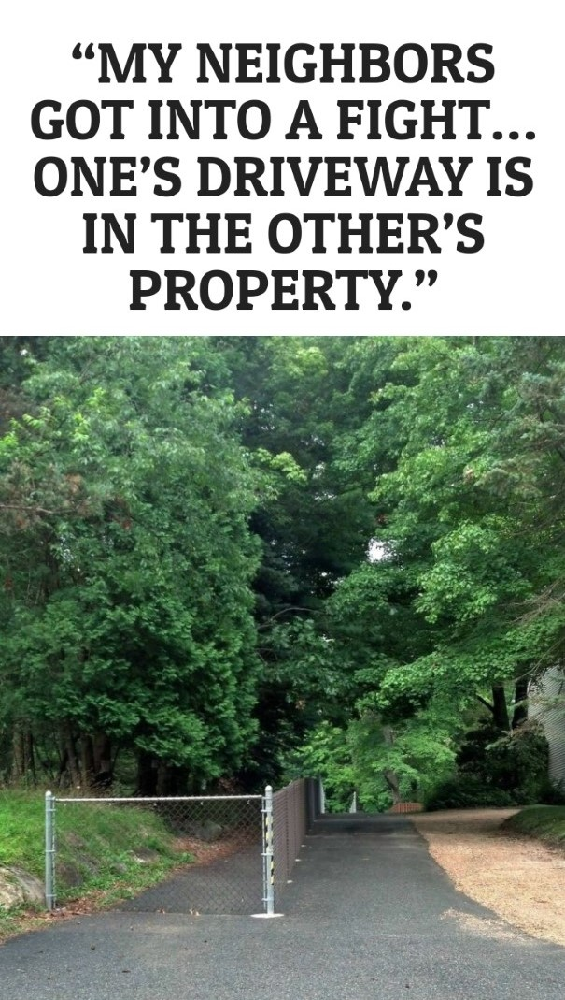 “MY NEIGHBORS
GOT INTO A FIGHT...
ONE’S DRIVEWAY IS
IN THE OTHER’S
PROPERTY.”